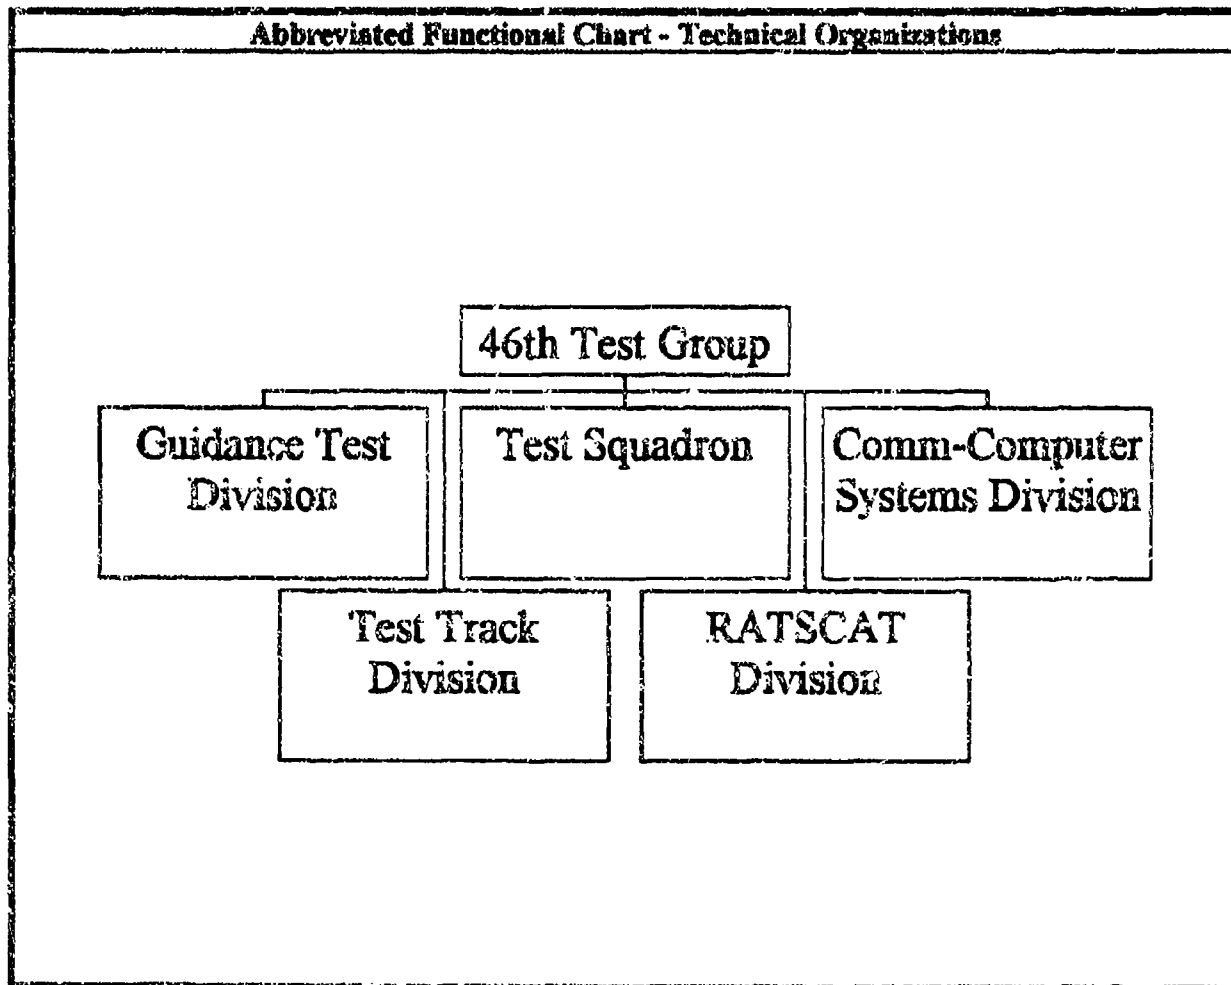 Abbreviated Functional Chart - Technical Organizations
46th Test Group
Guidance Test
Division
Test Squadron
Comm-Computer
Systems Division
Test Track
Division
RATSCAT
Division